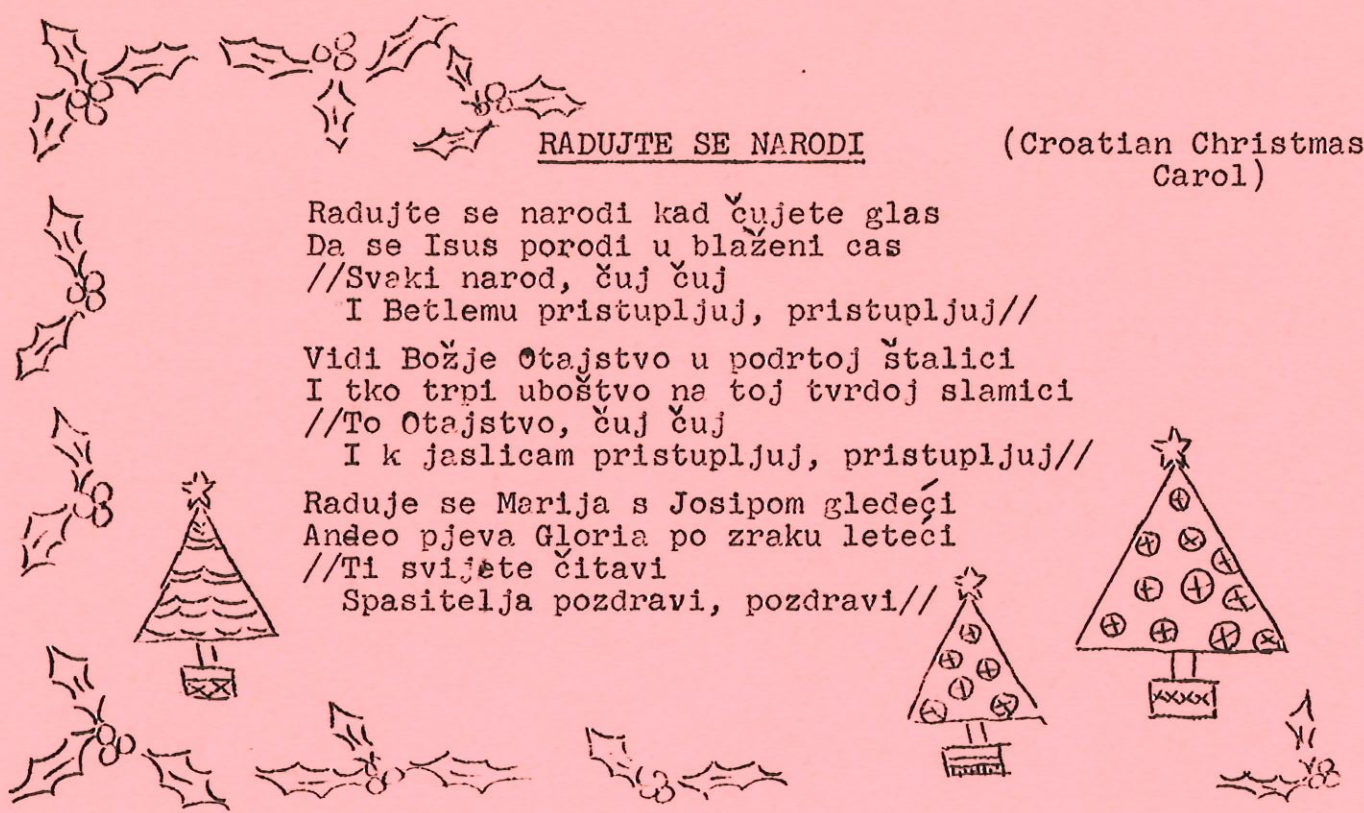 RADUJTE SE NARODI (Croatian Christmas
Carol)
Radujte se narodi kad čujete glas
Da se Isus porodi u blaženi cas
//Svaki narod, čuj čuj
I Betlemu pristupljuj, pristupljuj//
Vidi Božje Otajstvo u podrtoj štalici
I tko trpi uboštvo na toj tvrdoj slamici
//To Otajstvo, čuj čuj
I k jaslicam pristupljuj, pristupljuj//
Raduje se Marija s Josipom gledeći
Anđeo pjeva Gloria po zraku leteći
//Ti svijete čitavi
Spasitelja pozdravi, pozdravi//